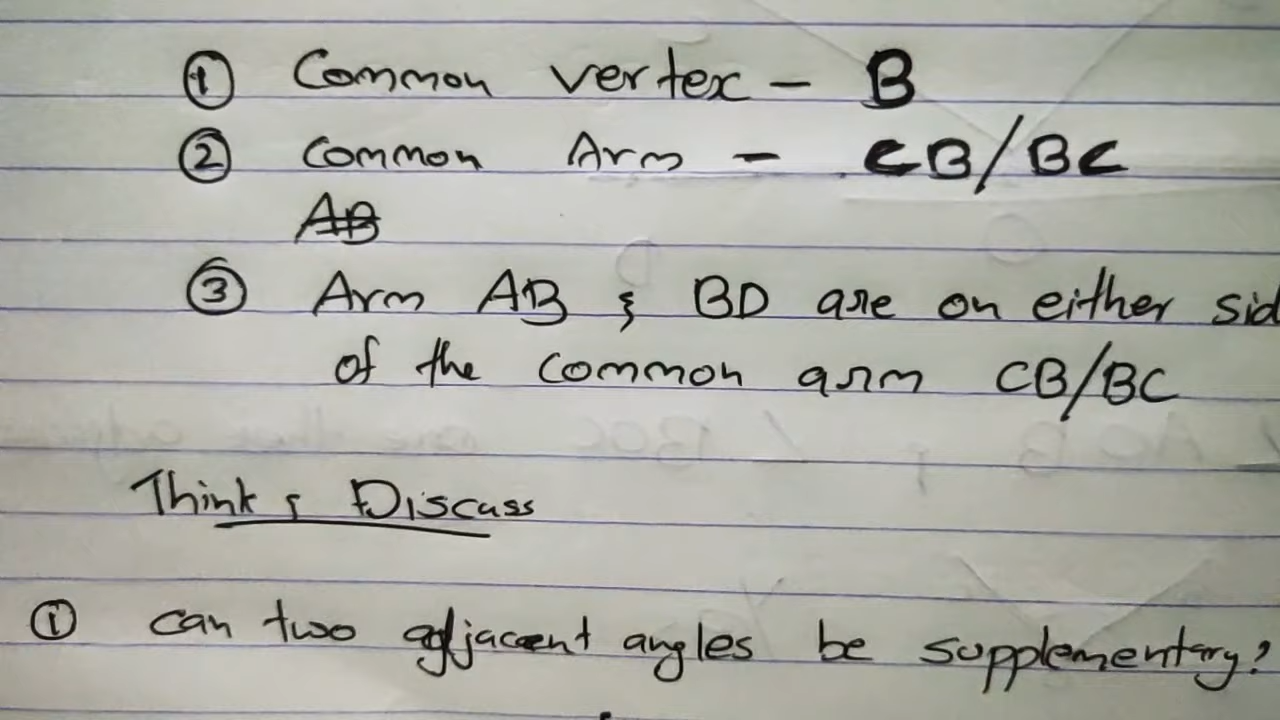 ① Common vertex - B
② Common Arm - CB/BC
AB
③ Arm AB & BD are on either sid
of the common arm CB/BC
Think & Discuss
① can two adjacent angles be supplementary?